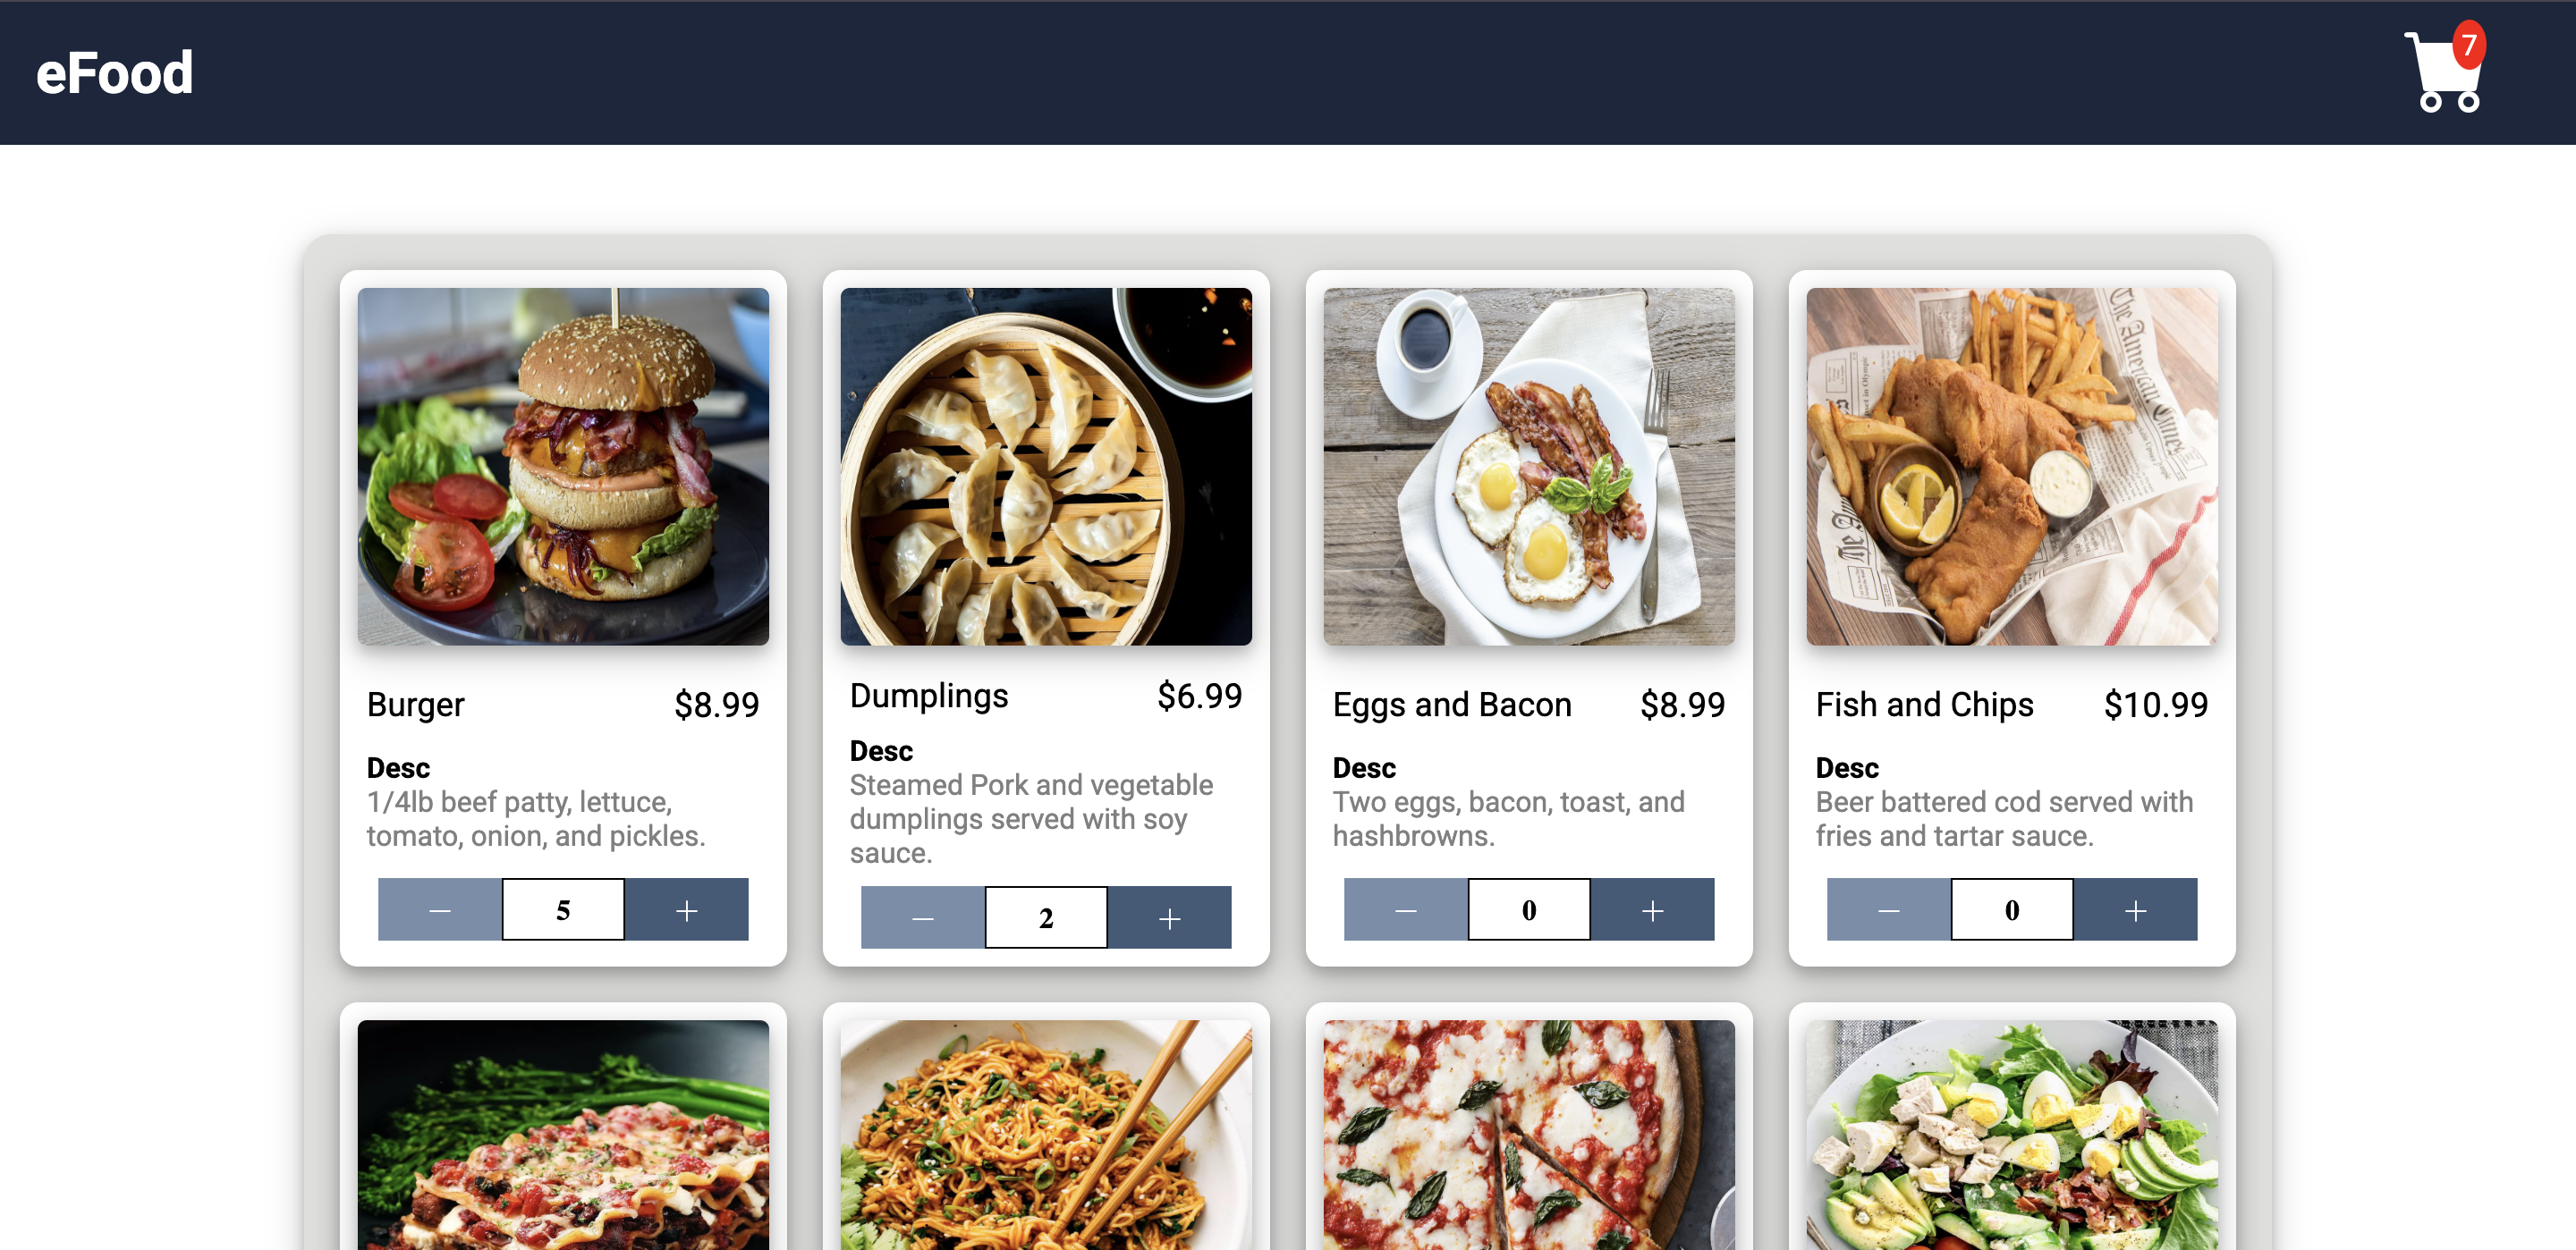 eFood
7
Burger $8.99
Desc
1/4lb beef patty, lettuce,
tomato, onion, and pickles.
— 5 +
Dumplings $6.99
Desc
Steamed Pork and vegetable
dumplings served with soy
sauce.
— 2 +
Eggs and Bacon $8.99
Desc
Two eggs, bacon, toast, and
hashbrowns.
— 0 +
The American Times
Fish and Chips $10.99
Desc
Beer battered cod served with
fries and tartar sauce.
— 0 +